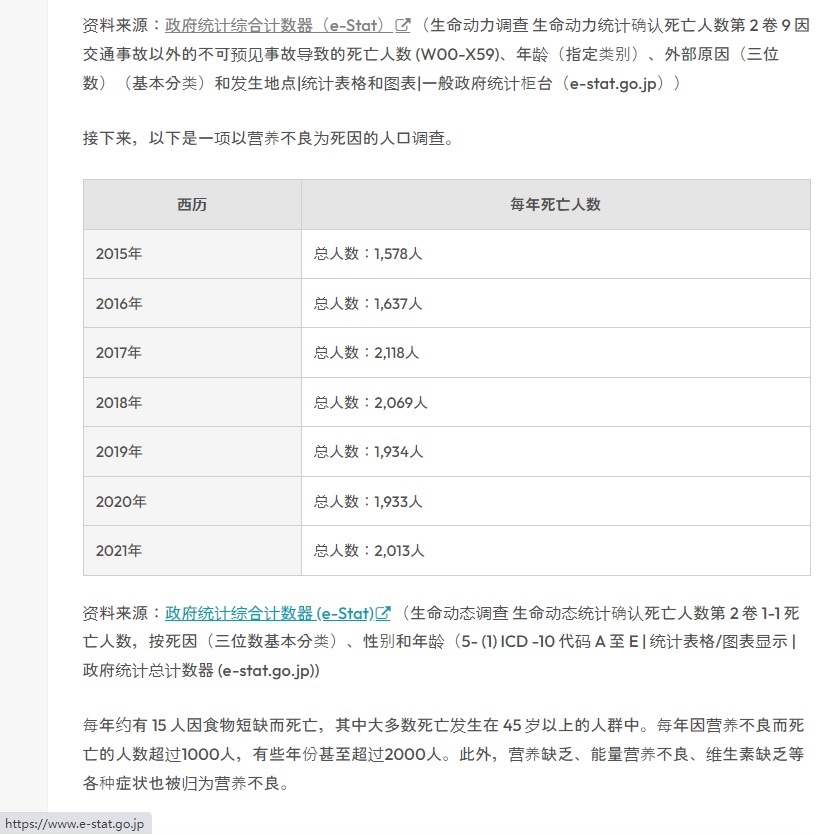 资料来源：政府统计综合计数器（e-Stat）（生命动力调查 生命动力统计确认死亡人数第 2 卷 9 因
交通事故以外的不可预见事故导致的死亡人数 (W00-X59)、年龄（指定类别）、外部原因（三位
数）（基本分类）和发生地点|统计表格和图表|一般政府统计柜台（e-stat.go.jp））
接下来，以下是一项以营养不良为死因的人口调查。
西历 每年死亡人数
2015年 总人数：1,578人
2016年 总人数：1,637人
2017年 总人数：2,118人
2018年 总人数：2,069人
2019年 总人数：1,934人
2020年 总人数：1,933人
2021年 总人数：2,013人
资料来源：政府统计综合计数器 (e-Stat)（生命动态调查 生命动态统计确认死亡人数第 2 卷 1-1 死
亡人数，按死因（三位数基本分类）、性别和年龄（5- (1) ICD -10 代码 A 至 E | 统计表格/图表显示 |
政府统计总计数器 (e-stat.go.jp))
每年约有 15 人因食物短缺而死亡，其中大多数死亡发生在 45 岁以上的人群中。每年因营养不良而死
亡的人数超过1000人，有些年份甚至超过2000人。此外，营养缺乏、能量营养不良、维生素缺乏等
各种症状也被归为营养不良。
https://www.e-stat.go.jp